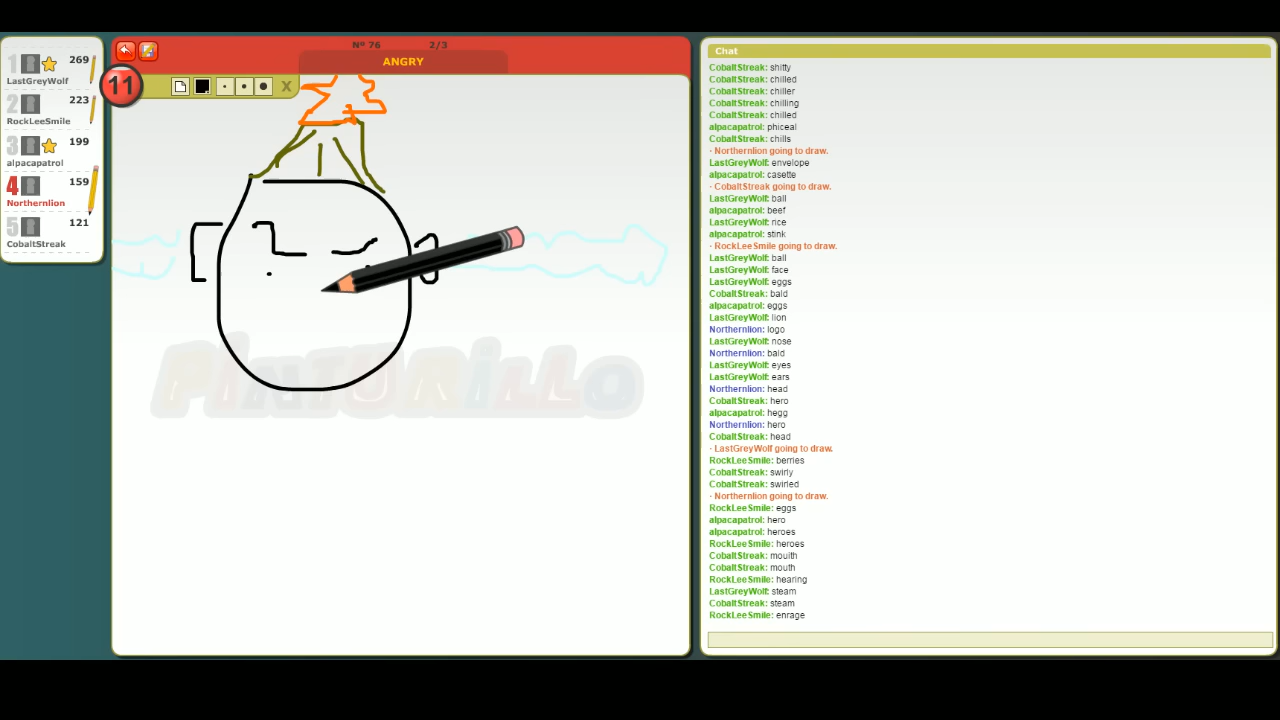 1 269
LastGreyWolf
2 223
RockLeeSmile
3 199
alpacapatrol
4 159
Northernlion
5 121
CobaltStreak
11
Nº 76 2/3
ANGRY
X
PINTURILLO
Chat
CobaltStreak: shitty
CobaltStreak: chilled
CobaltStreak: chiller
CobaltStreak: chilling
CobaltStreak: chilled
alpacapatrol: phiceal
CobaltStreak: chills
· Northernlion going to draw.
LastGreyWolf: envelope
alpacapatrol: casette
· CobaltStreak going to draw.
LastGreyWolf: ball
alpacapatrol: beef
LastGreyWolf: rice
alpacapatrol: stink
· RockLeeSmile going to draw.
LastGreyWolf: ball
LastGreyWolf: face
LastGreyWolf: eggs
CobaltStreak: bald
alpacapatrol: eggs
LastGreyWolf: lion
Northernlion: logo
LastGreyWolf: nose
Northernlion: bald
LastGreyWolf: eyes
LastGreyWolf: ears
Northernlion: head
CobaltStreak: hero
alpacapatrol: hegg
Northernlion: hero
CobaltStreak: head
· LastGreyWolf going to draw.
RockLeeSmile: berries
CobaltStreak: swirly
CobaltStreak: swirled
· Northernlion going to draw.
RockLeeSmile: eggs
alpacapatrol: hero
alpacapatrol: heroes
RockLeeSmile: heroes
CobaltStreak: mouith
CobaltStreak: mouth
RockLeeSmile: hearing
LastGreyWolf: steam
CobaltStreak: steam
RockLeeSmile: enrage